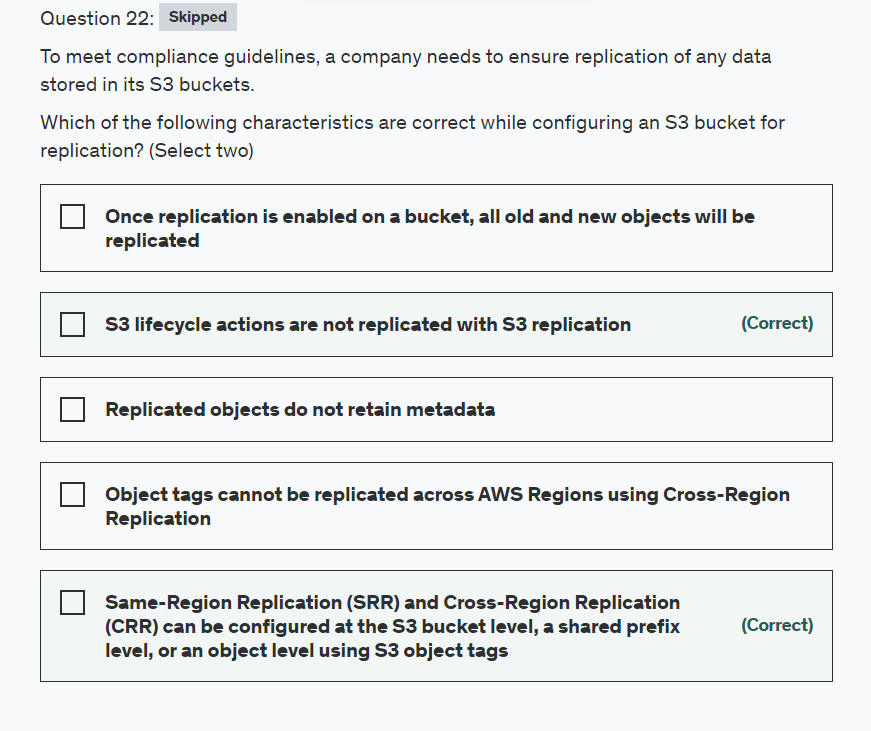 Question 22: Skipped
To meet compliance guidelines, a company needs to ensure replication of any data
stored in its S3 buckets.
Which of the following characteristics are correct while configuring an S3 bucket for
replication? (Select two)
Once replication is enabled on a bucket, all old and new objects will be
replicated
S3 lifecycle actions are not replicated with S3 replication (Correct)
Replicated objects do not retain metadata
Object tags cannot be replicated across AWS Regions using Cross-Region
Replication
Same-Region Replication (SRR) and Cross-Region Replication
(CRR) can be configured at the S3 bucket level, a shared prefix (Correct)
level, or an object level using S3 object tags